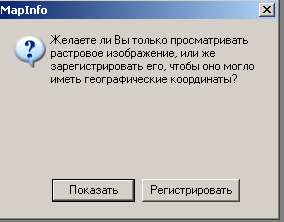 MapInfo
Желаете ли Вы только просматривать
растровое изображение, или же
зарегистрировать его, чтобы оно могло
иметь географические координаты?
Показать Регистрировать